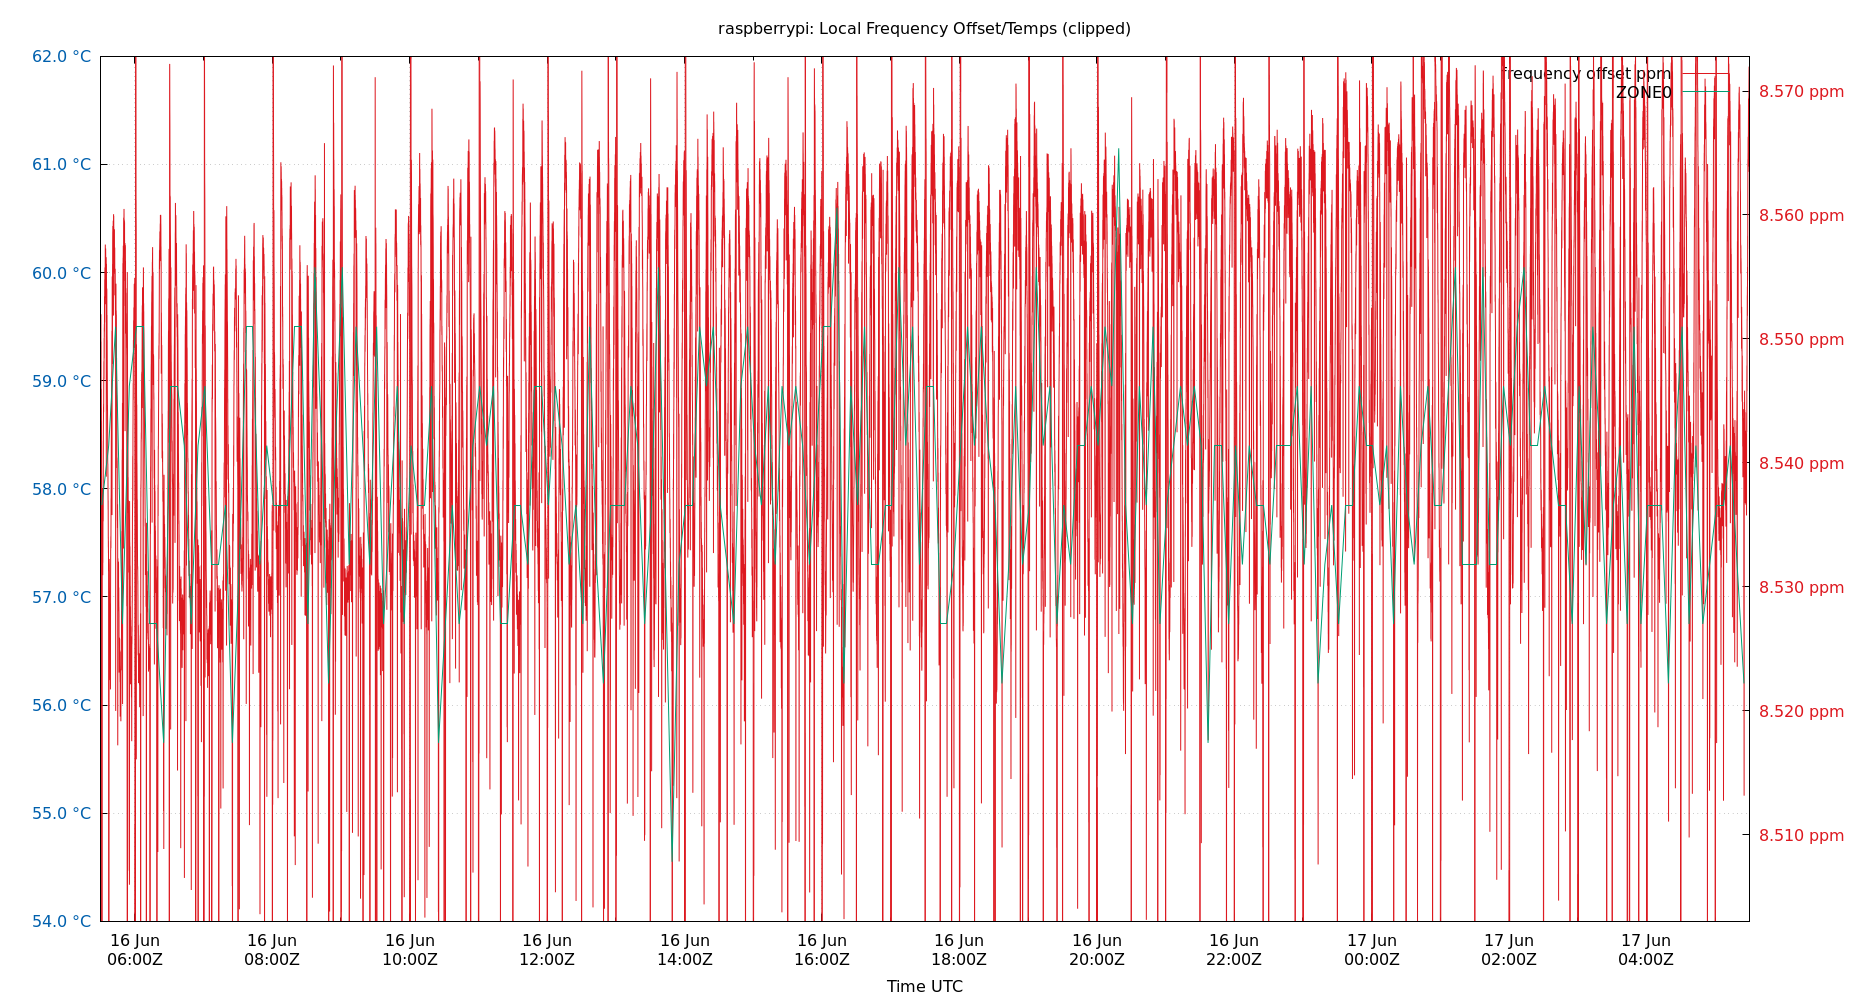 raspberrypi: Local Frequency Offset/Temps (clipped)
62.0 °C
61.0 °C
60.0 °C
59.0 °C
58.0 °C
57.0 °C
56.0 °C
55.0 °C
54.0 °C
frequency offset ppm
ZONE0
8.570 ppm
8.560 ppm
8.550 ppm
8.540 ppm
8.530 ppm
8.520 ppm
8.510 ppm
16 Jun
06:00Z
16 Jun
08:00Z
16 Jun
10:00Z
16 Jun
12:00Z
16 Jun
14:00Z
16 Jun
16:00Z
16 Jun
18:00Z
16 Jun
20:00Z
16 Jun
22:00Z
17 Jun
00:00Z
17 Jun
02:00Z
17 Jun
04:00Z
Time UTC